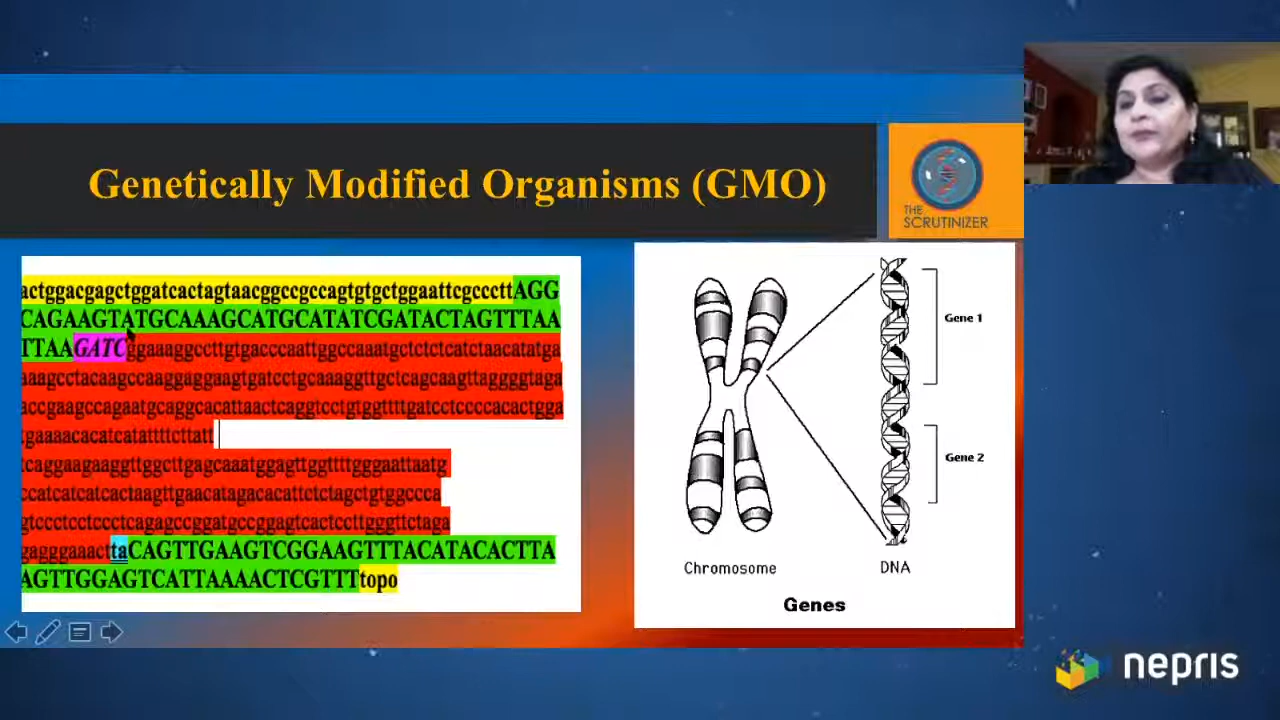 Genetically Modified Organisms (GMO)
THE
SCRUTINIZER
actggacgagctggatcactagtaacggccgccagtgtgctggaattcgcccttAGG
CAGAAGTATGCAAAGCATGCATATCGATACTAGTTTAA
TTAAGATCggaaaggccttgtgacccaattggccaaatgctctctcatctaacatatga
aaagcctacaagccaaggaggaagtgatcctgcaaaggttgctcagcaagttaggggtaga
accgaagccagaatgcaggcacattaactcaggtcctgtggttttgatcctccccacactgga
tgaaaacacatcatattttcttatt
tcaggaagaaggttggcttgagcaaatggagttggttttgggaattaatg
ccatcatcatcactaagttgaacatagacacattctctagctgtggccca
gtccctcctccctcagagccggatgccggagtcactccttgggttctaga
gagggaaacttaCAGTTGAAGTCGGAAGTTTACATACACTTA
AGTTGGAGTCATTAAAACTCGTTTtopo
Gene 1
Gene 2
Chromosome
DNA
Genes
nepris